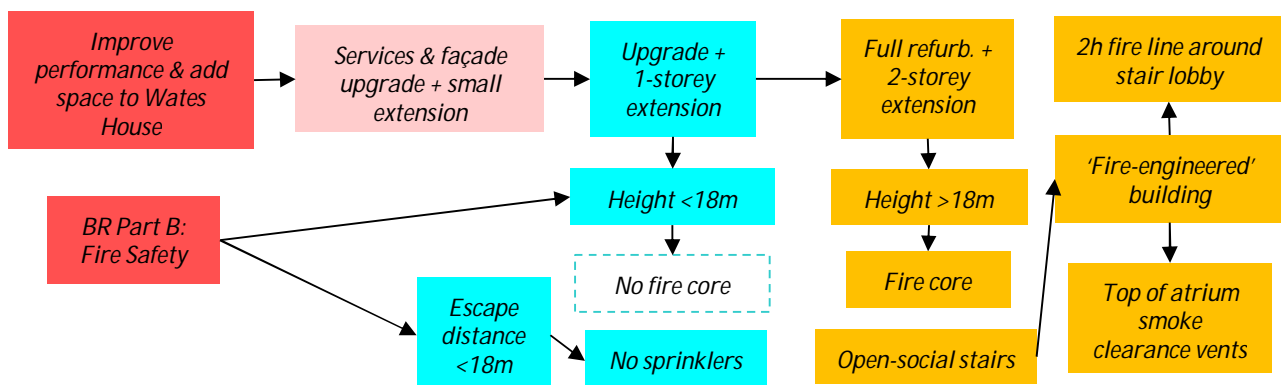 Improve
performance & add
space to Wates
House
Services & façade
upgrade + small
extension
Upgrade +
1-storey
extension
Full refurb. +
2-storey
extension
2h fire line around
stair lobby
BR Part B:
Fire Safety
Height <18m
Height >18m
'Fire-engineered'
building
No fire core
Fire core
Escape
distance
<18m
No sprinklers
Open-social stairs
Top of atrium
smoke
clearance vents